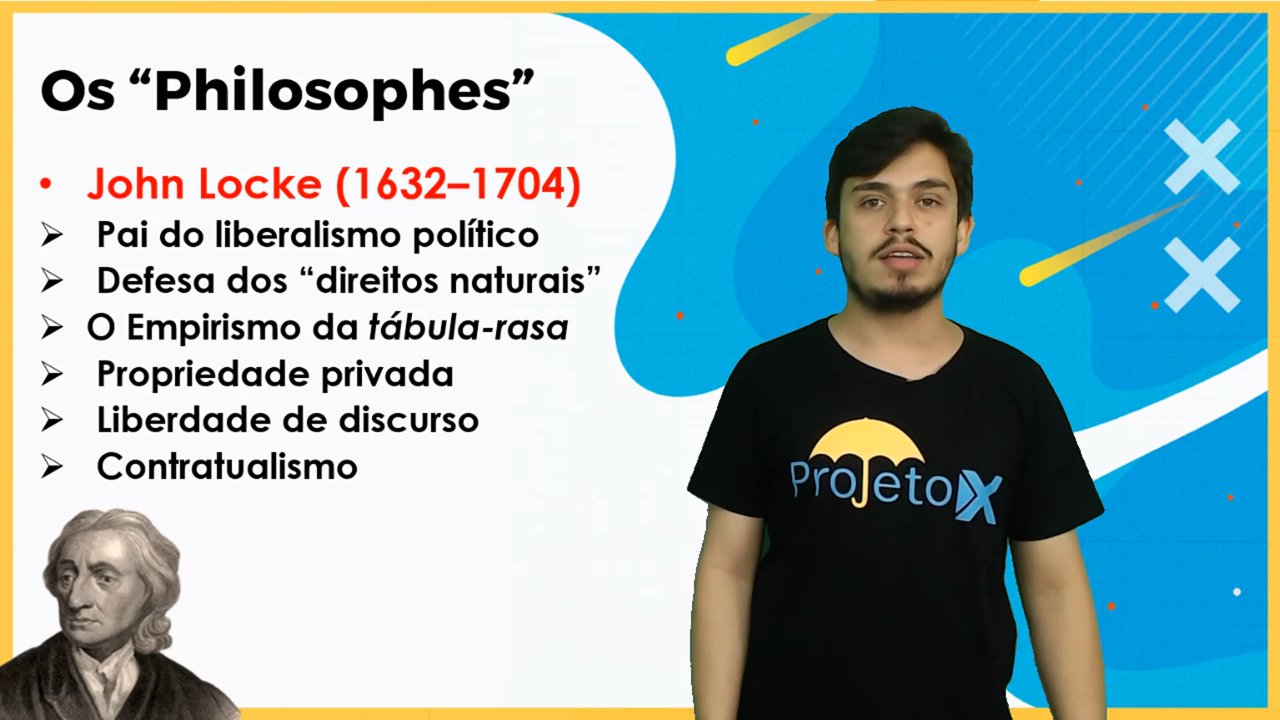 Os “Philosophes”
• John Locke (1632–1704)
➢ Pai do liberalismo político
➢ Defesa dos “direitos naturais”
➢ O Empirismo da tábula-rasa
➢ Propriedade privada
➢ Liberdade de discurso
➢ Contratualismo
ProjetoX